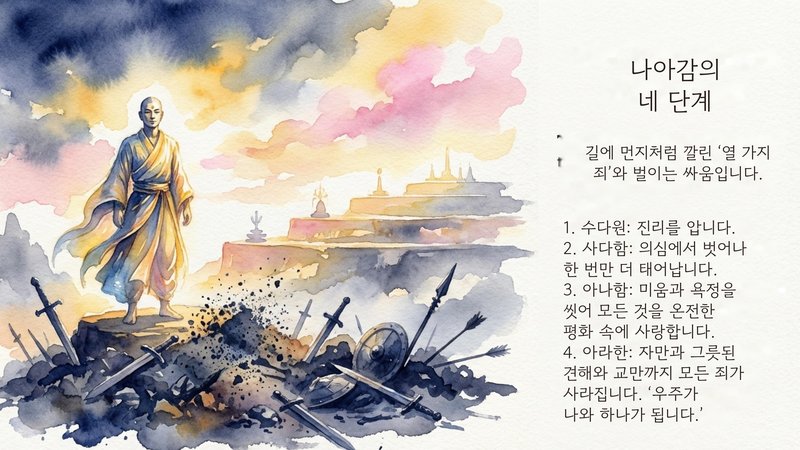 나아감의
네 단계
길에 먼지처럼 깔린 ‘열 가지
죄’와 벌이는 싸움입니다.
1. 수다원: 진리를 압니다.
2. 사다함: 의심에서 벗어나
한 번만 더 태어납니다.
3. 아나함: 미움과 욕정을
씻어 모든 것을 온전한
평화 속에 사랑합니다.
4. 아라한: 자만과 그릇된
견해와 교만까지 모든 죄가
사라집니다. ‘우주가
나와 하나가 됩니다.’